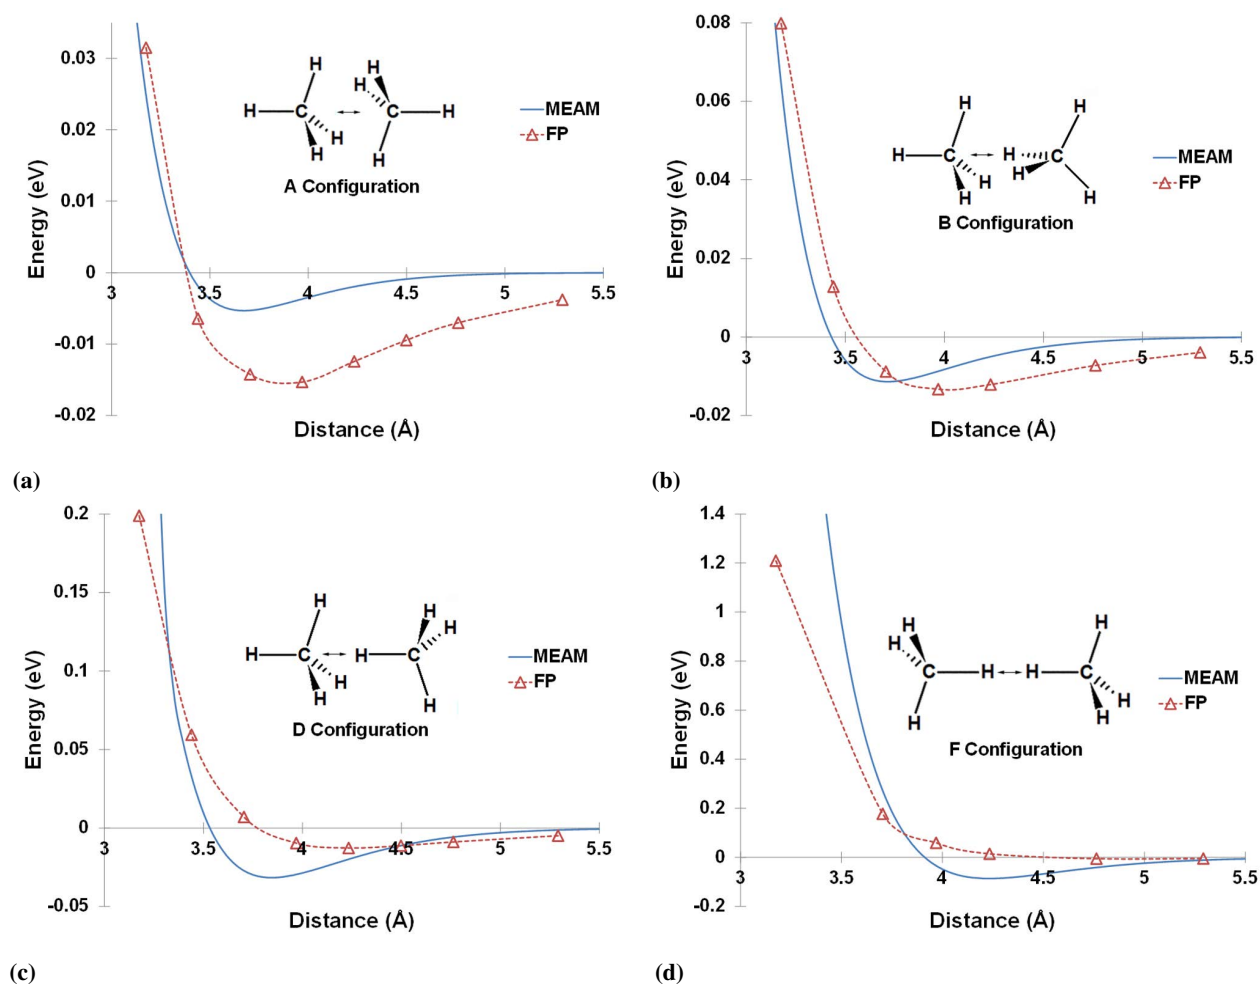 0.03
0.02
0.01
0
-0.01
-0.02
3
3.5
4
4.5
5
5.5
Energy (eV)
Distance (Å)
H
H
H
C
C
H
H
H
H
H
A Configuration
MEAM
FP
(a)
0.08
0.06
0.04
0.02
0
-0.02
3
3.5
4
4.5
5
5.5
Energy (eV)
Distance (Å)
H
H
H
C
H
C
H
H
H
H
B Configuration
MEAM
FP
(b)
0.2
0.15
0.1
0.05
0
-0.05
3
3.5
4
4.5
5
5.5
Energy (eV)
Distance (Å)
H
H
H
H
C
H
C
H
H
H
D Configuration
MEAM
FP
(c)
1.4
1.2
1
0.8
0.6
0.4
0.2
0
-0.2
3
3.5
4
4.5
5
5.5
Energy (eV)
Distance (Å)
H
H
H
C
H
H
C
H
H
H
F Configuration
MEAM
FP
(d)